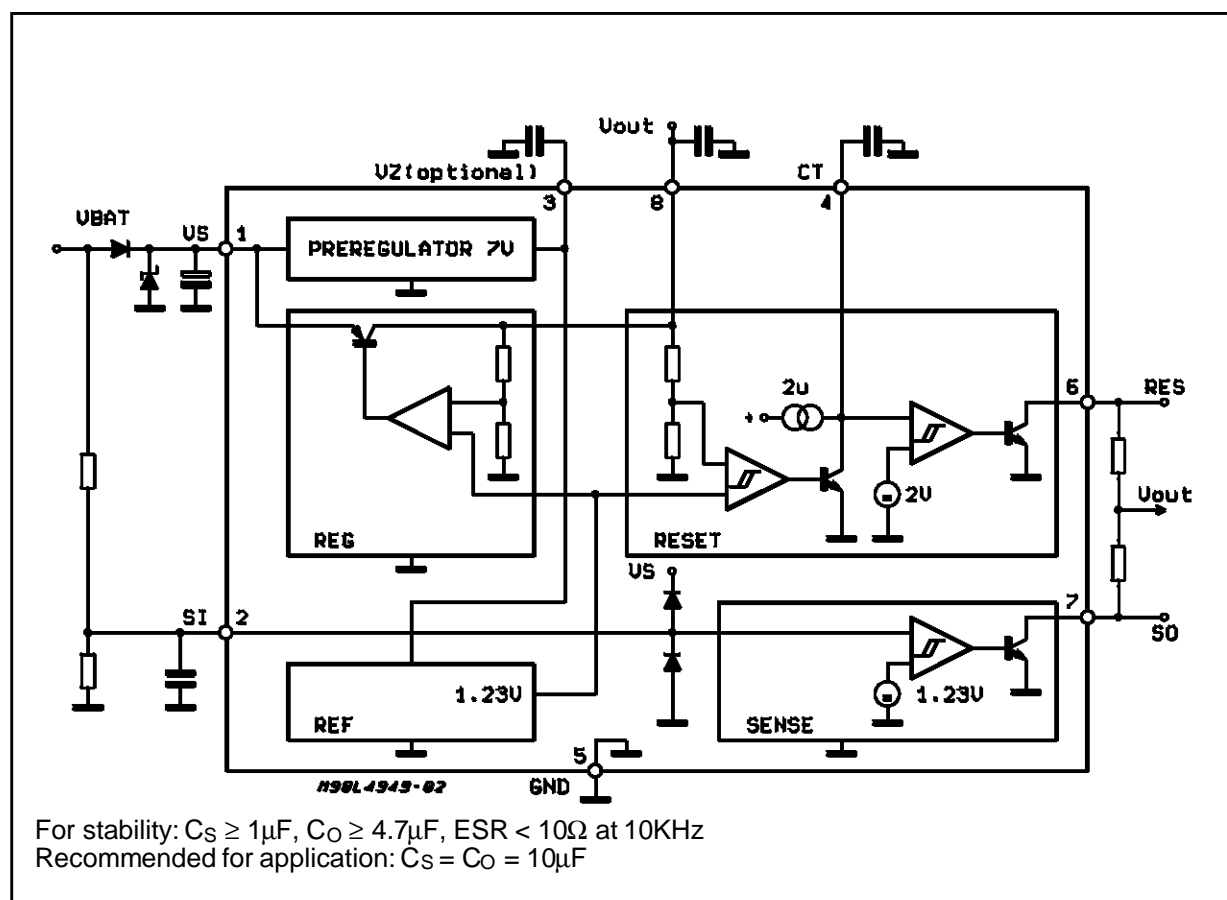 Vout
VZ(optional)
CT
3
8
4
VBAT
VS
1
PREREGULATOR 7V
2u
+
6
RES
2V
Vout
REG
RESET
VS
SI
2
7
SO
1.23V
1.23V
REF
SENSE
5
GND
M90L4949-02
For stability: CS ≥ 1μF, CO ≥ 4.7μF, ESR < 10Ω at 10KHz
Recommended for application: CS = CO = 10μF